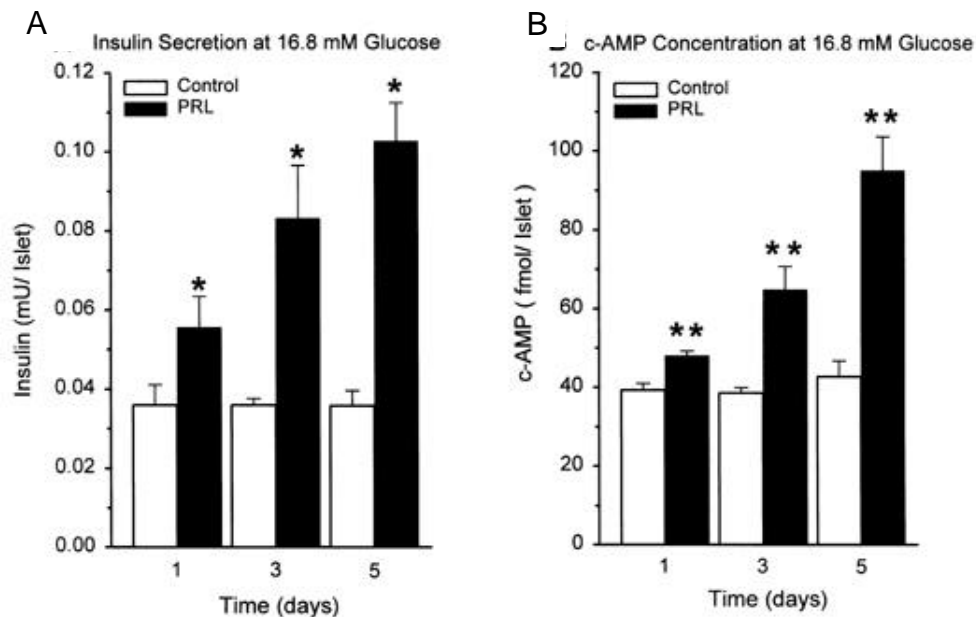 A
Insulin Secretion at 16.8 mM Glucose
0.12
0.10
0.08
0.06
0.04
0.02
0.00
Insulin (mU/ Islet)
Control
PRL
*
*
*
1 3 5
Time (days)
B
c-AMP Concentration at 16.8 mM Glucose
120
100
80
60
40
20
0
c-AMP ( fmol/ Islet )
Control
PRL
**
**
**
1 3 5
Time (days)